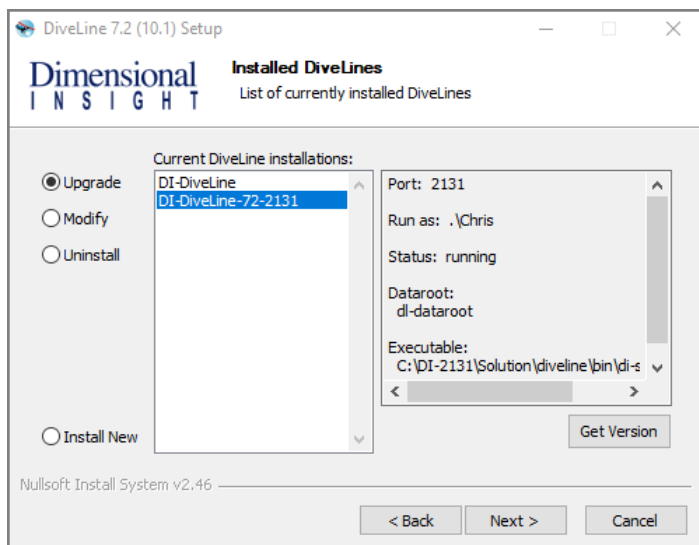 DiveLine 7.2 (10.1) Setup
Dimensional
INSIGHT
Installed DiveLines
List of currently installed DiveLines
Current DiveLine installations:
Upgrade
Modify
Uninstall
Install New
DI-DiveLine
DI-DiveLine-72-2131
Port: 2131
Run as: .\Chris
Status: running
Dataroot:
dl-dataroot
Executable:
C:\DI-2131\Solution\diveline\bin\di-s
Get Version
Nullsoft Install System v2.46
< Back
Next >
Cancel